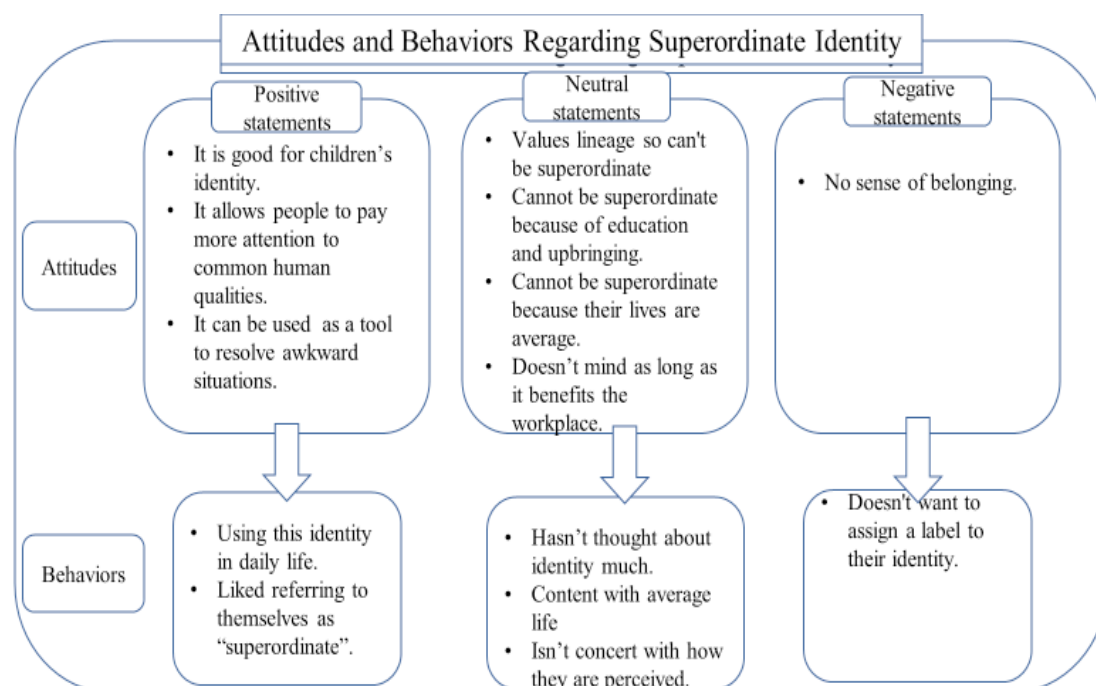 Attitudes and Behaviors Regarding Superordinate Identity
Positive
statements
Neutral
statements
Negative
statements
Attitudes
• It is good for children’s
identity.
• It allows people to pay
more attention to
common human
qualities.
• It can be used as a tool
to resolve awkward
situations.
• Values lineage so can't
be superordinate
• Cannot be superordinate
because of education
and upbringing.
• Cannot be superordinate
because their lives are
average.
• Doesn’t mind as long as
it benefits the
workplace.
• No sense of belonging.
Behaviors
• Using this identity
in daily life.
• Liked referring to
themselves as
“superordinate”.
• Hasn’t thought about
identity much.
• Content with average
life
• Isn’t concert with how
they are perceived.
• Doesn't want to
assign a label to
their identity.